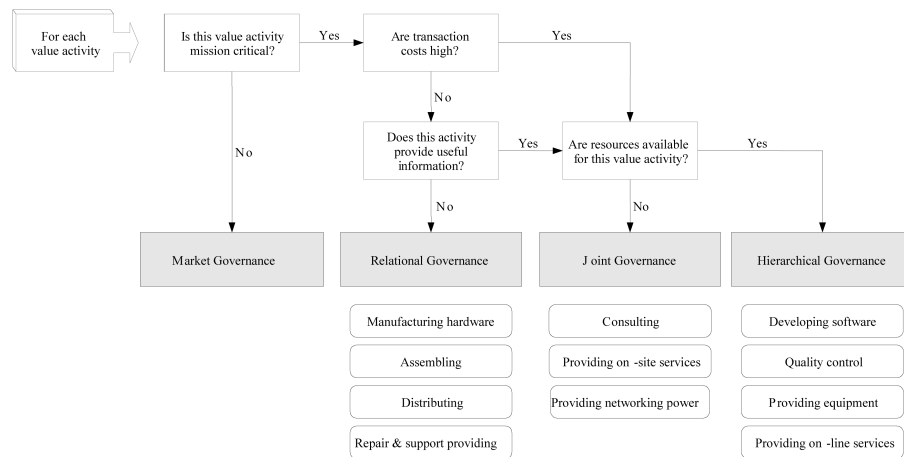 For each
value activity
Is this value activity
mission critical?
Yes
Are transaction
costs high?
Yes
No
No
Does this activity
provide useful
information?
Yes
Are resources available
for this value activity?
Yes
No
No
Market Governance
Relational Governance
Joint Governance
Hierarchical Governance
Manufacturing hardware
Consulting
Developing software
Assembling
Providing on -site services
Quality control
Distributing
Providing networking power
Providing equipment
Repair & support providing
Providing on -line services